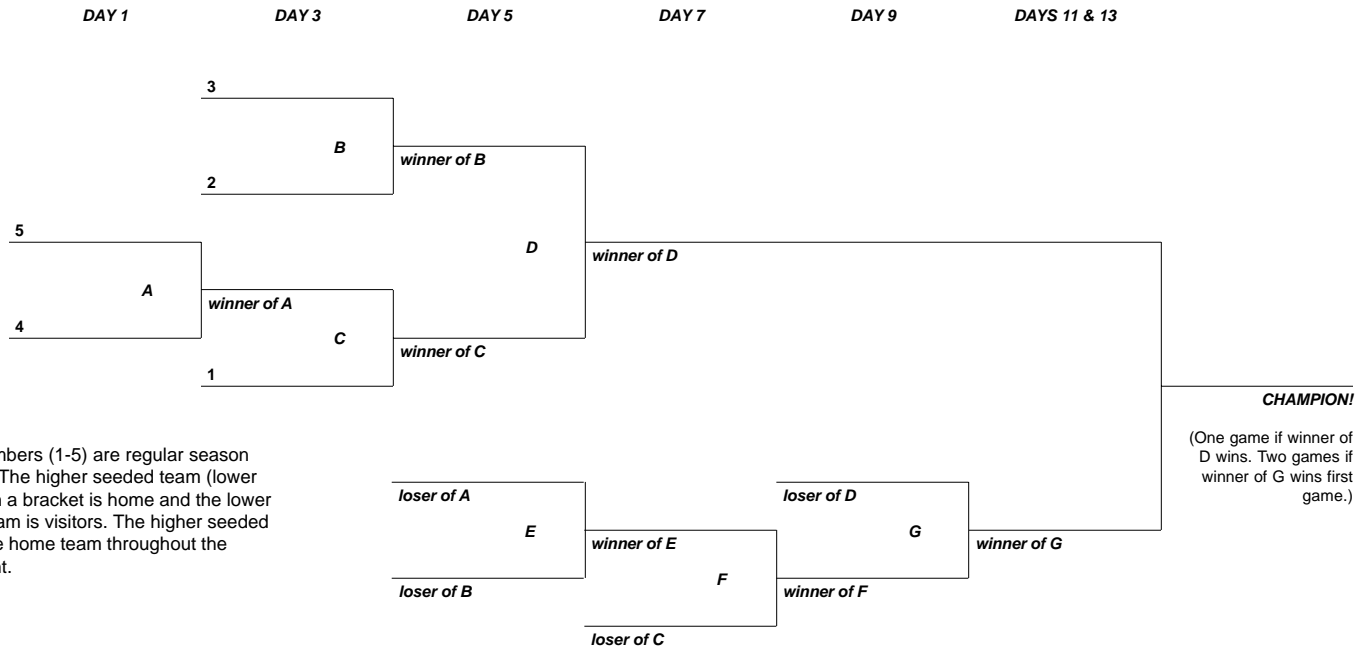 DAY 1 DAY 3 DAY 5 DAY 7 DAY 9 DAYS 11 & 13
3
B
winner of B
2
5
D
winner of D
A
winner of A
4
C
winner of C
1
CHAMPION!
(One game if winner of
D wins. Two games if
winner of G wins first
game.)
(1-5) are regular season
The higher seeded team (lower
a bracket is home and the lower
is visitors. The higher seeded
home team throughout the
loser of A
E
winner of E
loser of B
F
loser of C
loser of D
G
winner of G
winner of F